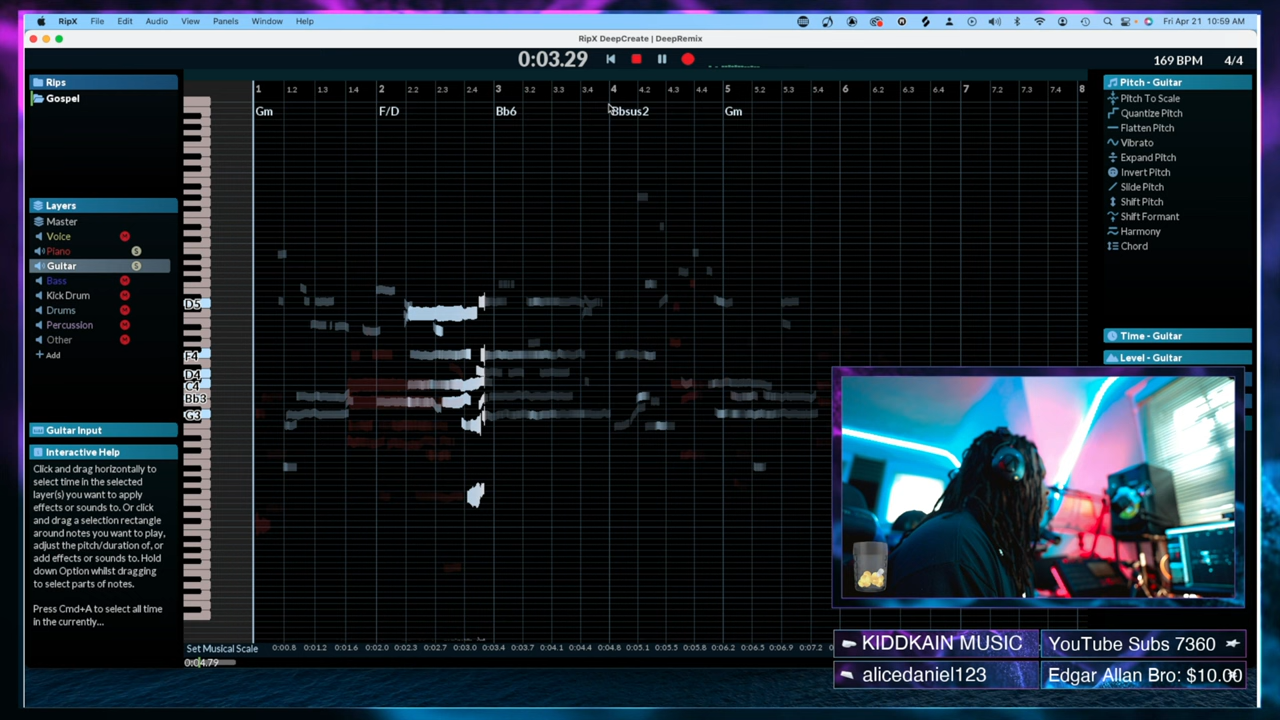 RipX File Edit Audio View Panels Window Help Fri Apr 21 10:59 AM
RipX DeepCreate | DeepRemix
0:03.29 169 BPM 4/4
Rips
Gospel
Layers
Master
Voice M
Piano S
Guitar S
Bass M
Kick Drum M
Drums M
Percussion M
Other M
Add
Guitar Input
Interactive Help
Click and drag horizontally to
select time in the selected
layer(s) you want to apply
effects or sounds to. Or click
and drag a selection rectangle
around notes you want to play,
adjust the pitch/duration of, or
add effects or sounds to. Hold
down Option whilst dragging
to select parts of notes.
Press Cmd+A to select all time
in the currently...
1 1.2 1.3 1.4 2 2.2 2.3 2.4 3 3.2 3.3 3.4 4 4.2 4.3 4.4 5 5.2 5.3 5.4 6 6.2 6.3 6.4 7 7.2 7.3 7.4 8
Gm F/D Bb6 Bbsus2 Gm
D5
F4
D4
C4
Bb3
G3
Set Musical Scale 0:00.8 0:01.2 0:01.6 0:02.0 0:02.3 0:02.7 0:03.0 0:03.4 0:03.7 0:04.1 0:04.4 0:04.8 0:05.1 0:05.5 0:05.8 0:06.2 0:06.5 0:06.9 0:07.2
0:04.79
Pitch - Guitar
Pitch To Scale
Quantize Pitch
Flatten Pitch
Vibrato
Expand Pitch
Invert Pitch
Slide Pitch
Shift Pitch
Shift Formant
Harmony
Chord
Time - Guitar
Level - Guitar
KIDDKAIN MUSIC YouTube Subs 7360
alicedaniel123 Edgar Allan Bro: $10.00